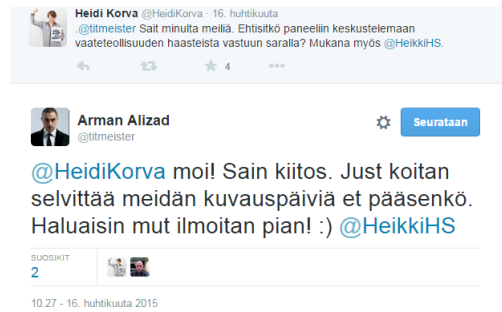 Heidi Korva @HeidiKorva · 16. huhtikuuta
.@titmeister Sait minulta meiliä. Ehtisitkö paneeliin keskustelemaan
vaateteollisuuden haasteista vastuun saralla? Mukana myös @HeikkiHS.
4
Arman Alizad
@titmeister
Seurataan
@HeidiKorva moi! Sain kiitos. Just koitan
selvittää meidän kuvauspäiviä et pääsenkö.
Haluaisin mut ilmoitan pian! :) @HeikkiHS
SUOSIKIT
2
10.27 - 16. huhtikuuta 2015